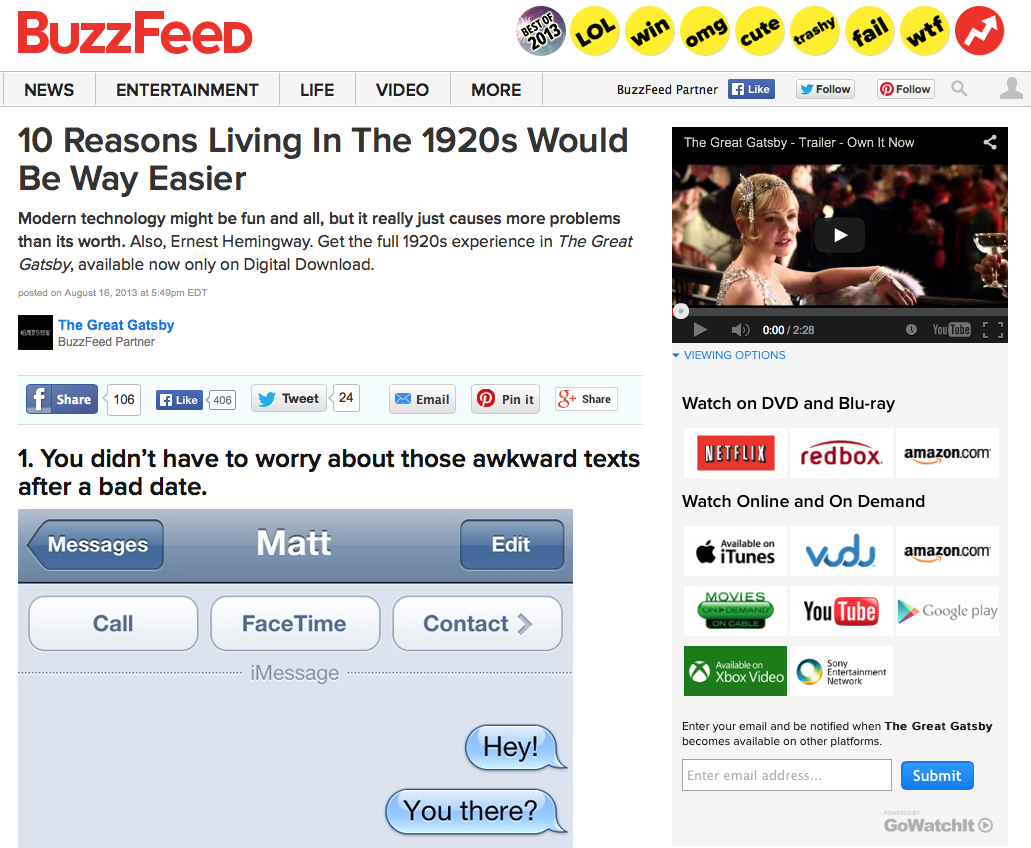 BuzzFeed
BEST OF 2013
LOL
win
omg
cute
trashy
fail
wtf
NEWS
ENTERTAINMENT
LIFE
VIDEO
MORE
BuzzFeed Partner
Like
Follow
Follow
10 Reasons Living In The 1920s Would
Be Way Easier
Modern technology might be fun and all, but it really just causes more problems
than its worth. Also, Ernest Hemingway. Get the full 1920s experience in The Great
Gatsby, available now only on Digital Download.
posted on August 16, 2013 at 5:49pm EDT
The Great Gatsby
BuzzFeed Partner
Share
106
Like
406
Tweet
24
Email
Pin it
Share
1. You didn’t have to worry about those awkward texts
after a bad date.
Messages
Matt
Edit
Call
FaceTime
Contact
iMessage
Hey!
You there?
The Great Gatsby - Trailer - Own It Now
0:00 / 2:28
YouTube
VIEWING OPTIONS
Watch on DVD and Blu-ray
NETFLIX
redbox.
amazon.com
Watch Online and On Demand
Available on
iTunes
vudu
amazon.com
MOVIES
ON DEMAND
ON CABLE
YouTube
Google play
Available on
Xbox Video
Sony
Entertainment
Network
Enter your email and be notified when The Great Gatsby
becomes available on other platforms.
Enter email address...
Submit
POWERED BY
GoWatchIt